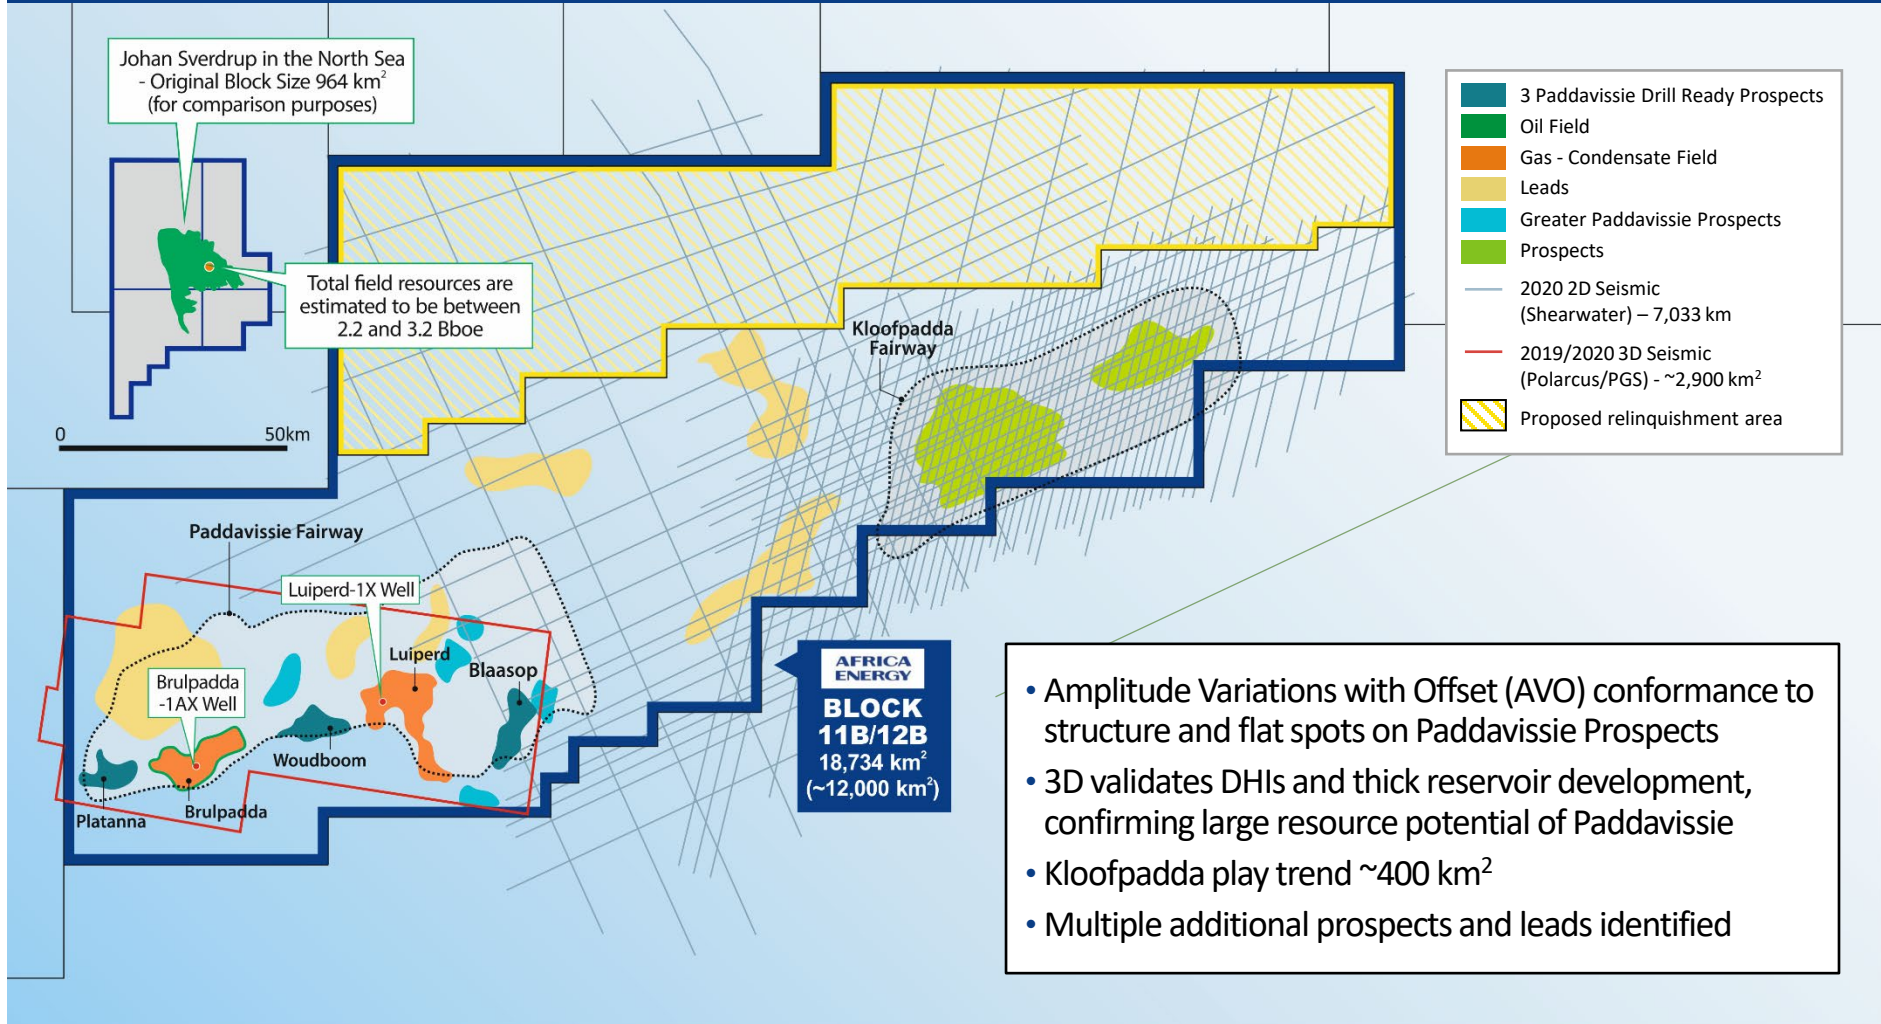 Johan Sverdrup in the North Sea
- Original Block Size 964 km²
(for comparison purposes)
Total field resources are
estimated to be between
2.2 and 3.2 Bboe
0 50km
Kloofpadda
Fairway
3 Paddavissie Drill Ready Prospects
Oil Field
Gas - Condensate Field
Leads
Greater Paddavissie Prospects
Prospects
2020 2D Seismic
(Shearwater) – 7,033 km
2019/2020 3D Seismic
(Polarcus/PGS) - ~2,900 km²
Proposed relinquishment area
Paddavissie Fairway
Luiperd-1X Well
Luiperd
Blaasop
Brulpadda
-1AX Well
Woudboom
Platanna
Brulpadda
AFRICA
ENERGY
BLOCK
11B/12B
18,734 km²
(~12,000 km²)
• Amplitude Variations with Offset (AVO) conformance to
structure and flat spots on Paddavissie Prospects
• 3D validates DHIs and thick reservoir development,
confirming large resource potential of Paddavissie
• Kloofpadda play trend ~400 km²
• Multiple additional prospects and leads identified